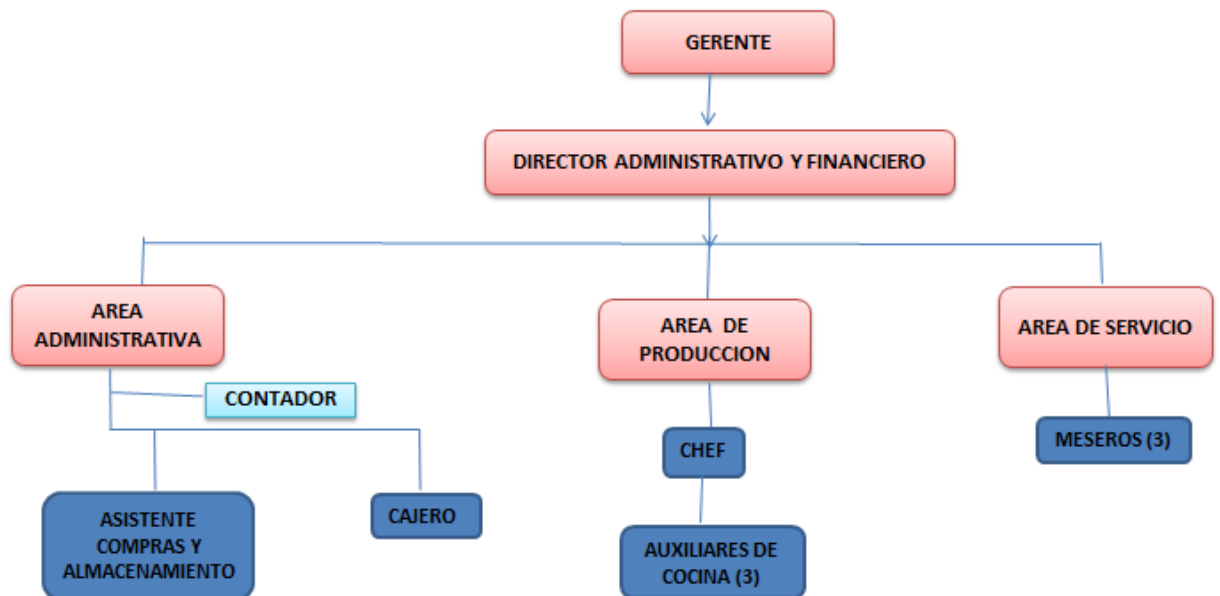 GERENTE
DIRECTOR ADMINISTRATIVO Y FINANCIERO
AREA
ADMINISTRATIVA
AREA DE
PRODUCCION
AREA DE SERVICIO
CONTADOR
CHEF
MESEROS (3)
ASISTENTE
COMPRAS Y
ALMACENAMIENTO
CAJERO
AUXILIARES DE
COCINA (3)